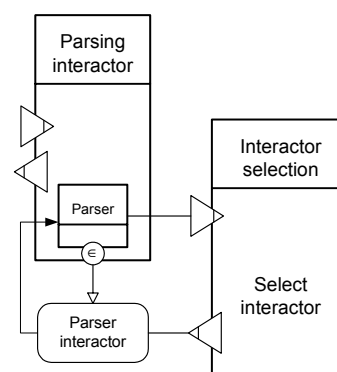 Parsing
interactor
Interactor
selection
Parser
∈
Select
interactor
Parser
interactor